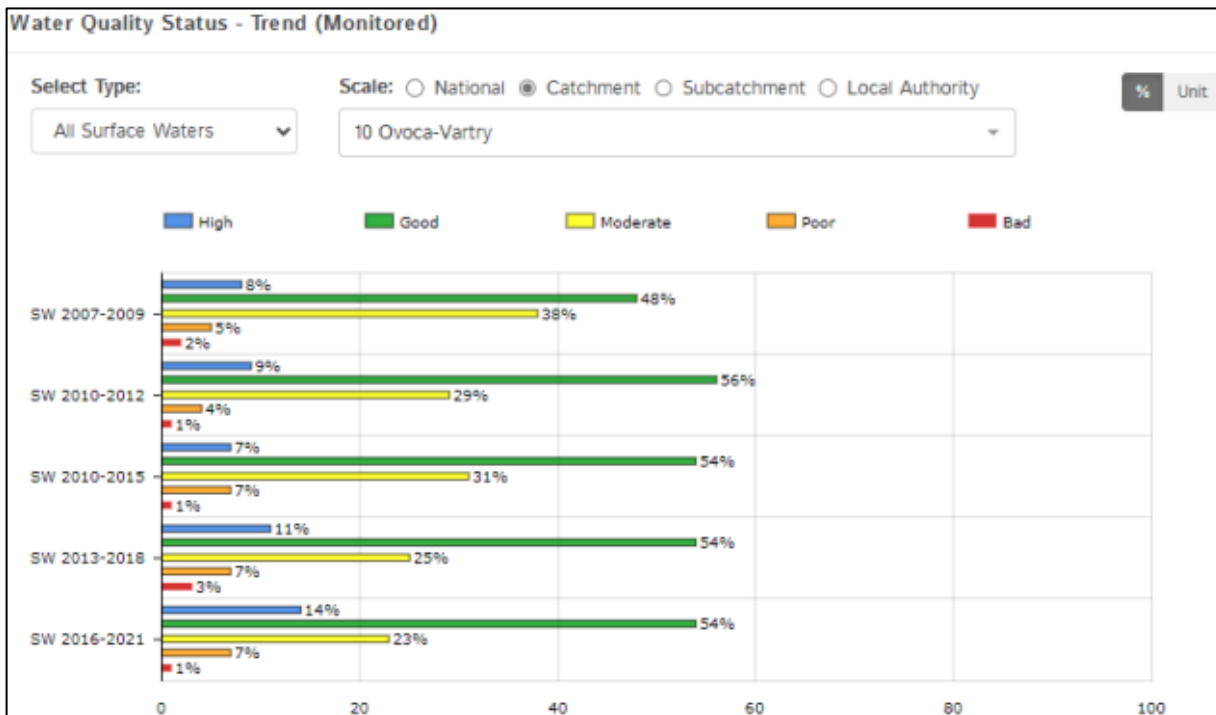 Water Quality Status - Trend (Monitored)
Select Type:
Scale: National Catchment Subcatchment Local Authority
% Unit
All Surface Waters
10 Ovoca-Vartry
High Good Moderate Poor Bad
SW 2007-2009
8%
48%
38%
5%
2%
SW 2010-2012
9%
56%
29%
4%
1%
SW 2010-2015
7%
54%
31%
7%
1%
SW 2013-2018
11%
54%
25%
7%
3%
SW 2016-2021
14%
54%
23%
7%
1%
0 20 40 60 80 100